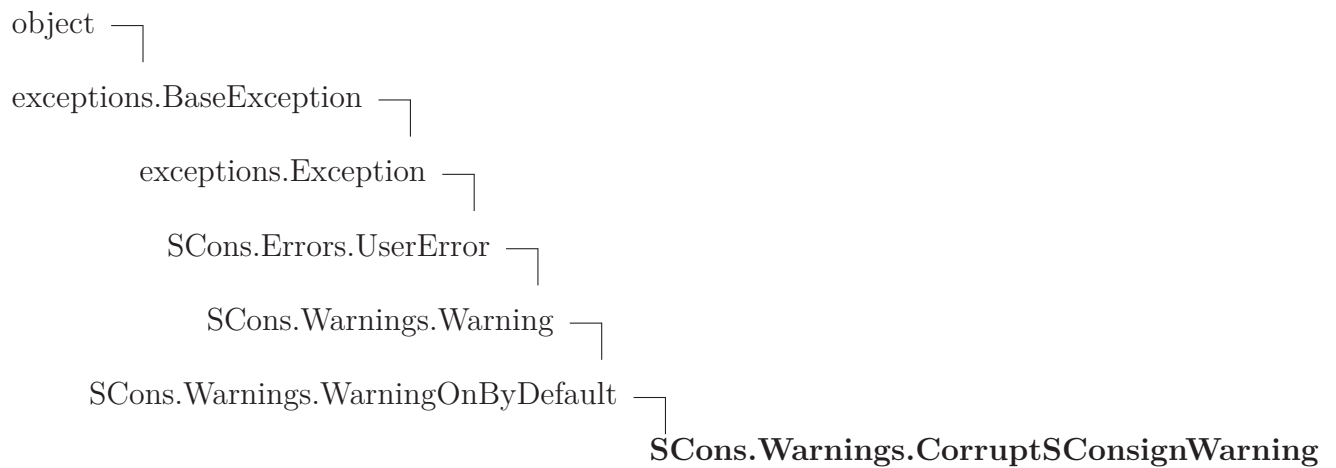 object
exceptions.BaseException
exceptions.Exception
SCons.Errors.UserError
SCons.Warnings.Warning
SCons.Warnings.WarningOnByDefault
SCons.Warnings.CorruptSConsignWarning